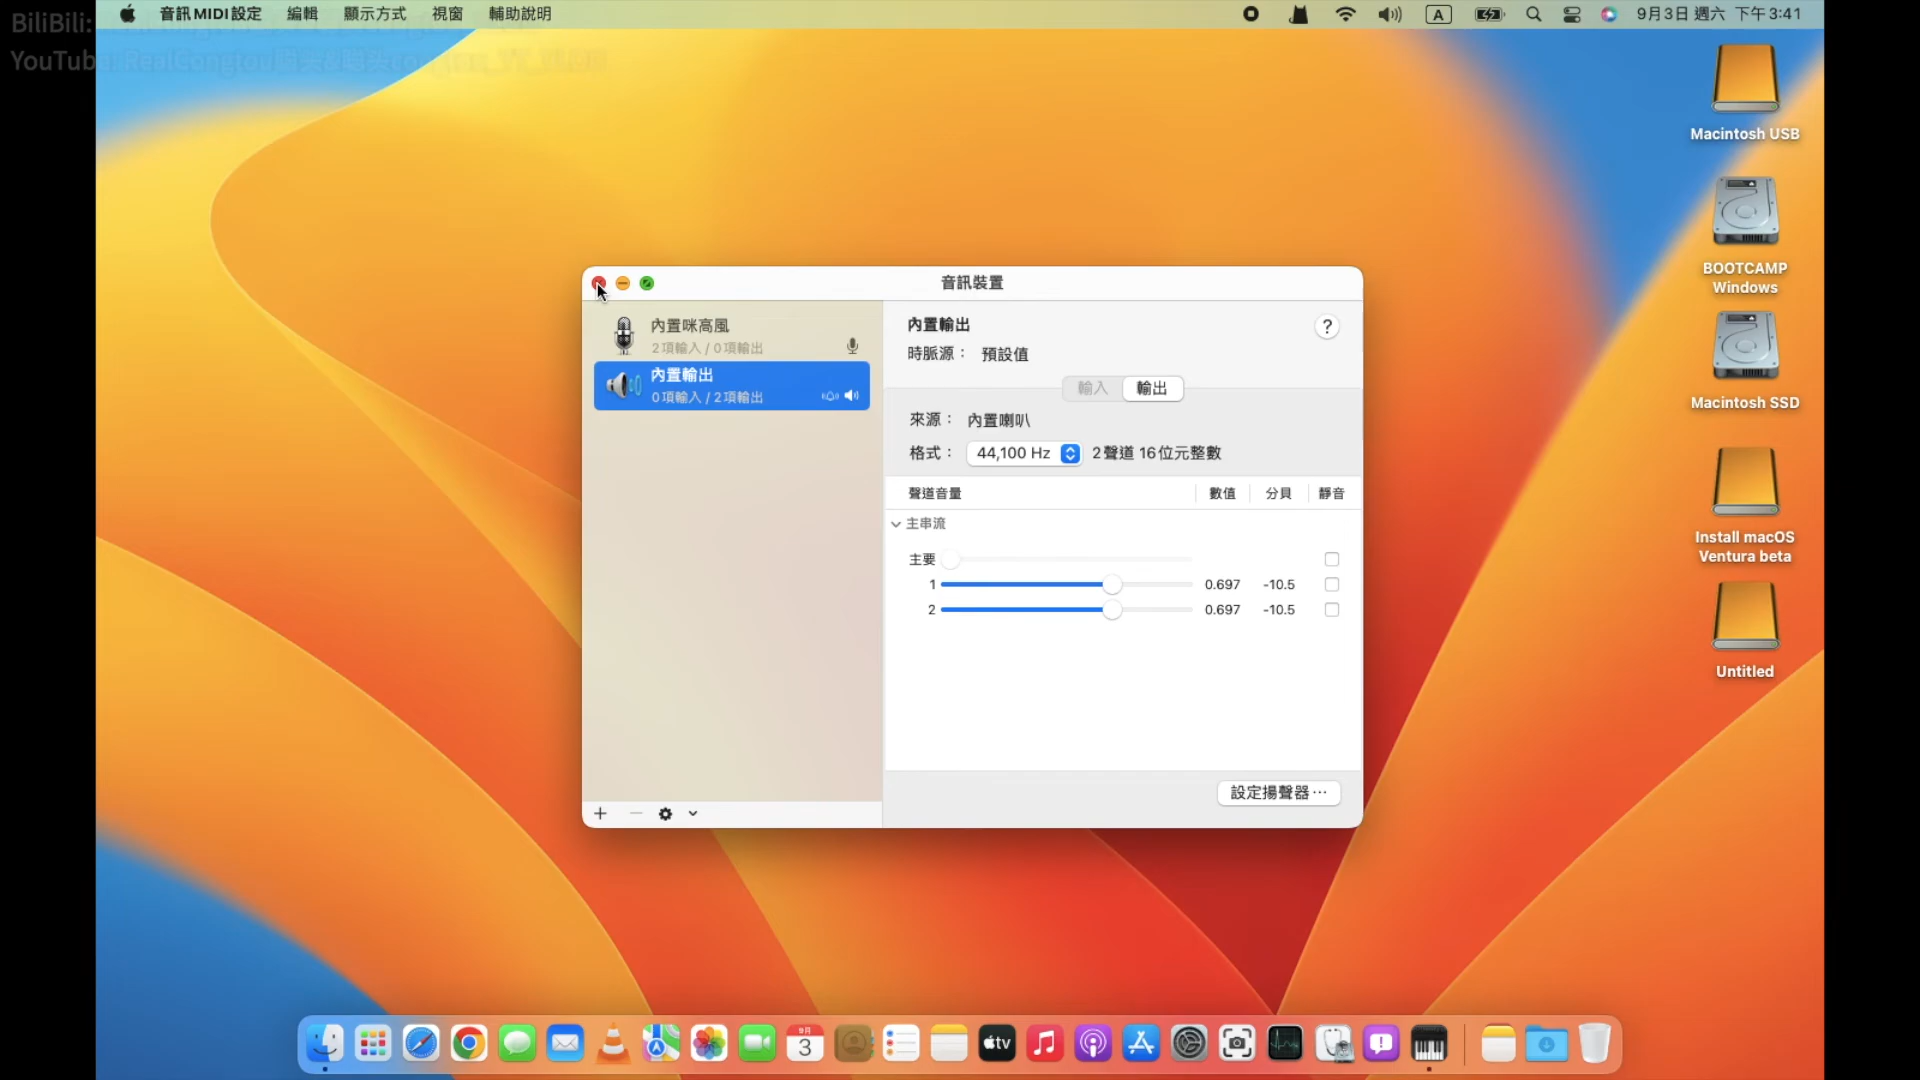 BiliBili:
YouTube:
音訊MIDI設定 編輯 顯示方式 視窗 輔助說明
A 9月3日 週六 下午3:41
Macintosh USB
BOOTCAMP
Windows
Macintosh SSD
Install macOS
Ventura beta
Untitled
音訊裝置
內置咪高風
2項輸入 / 0項輸出
內置輸出
0項輸入 / 2項輸出
內置輸出
?
時脈源： 預設值
輸入 輸出
來源： 內置喇叭
格式： 44,100 Hz 2聲道 16位元整數
聲道音量 數值 分貝 靜音
主串流
主要
1 0.697 -10.5
2 0.697 -10.5
設定揚聲器⋯
9月
3
tv